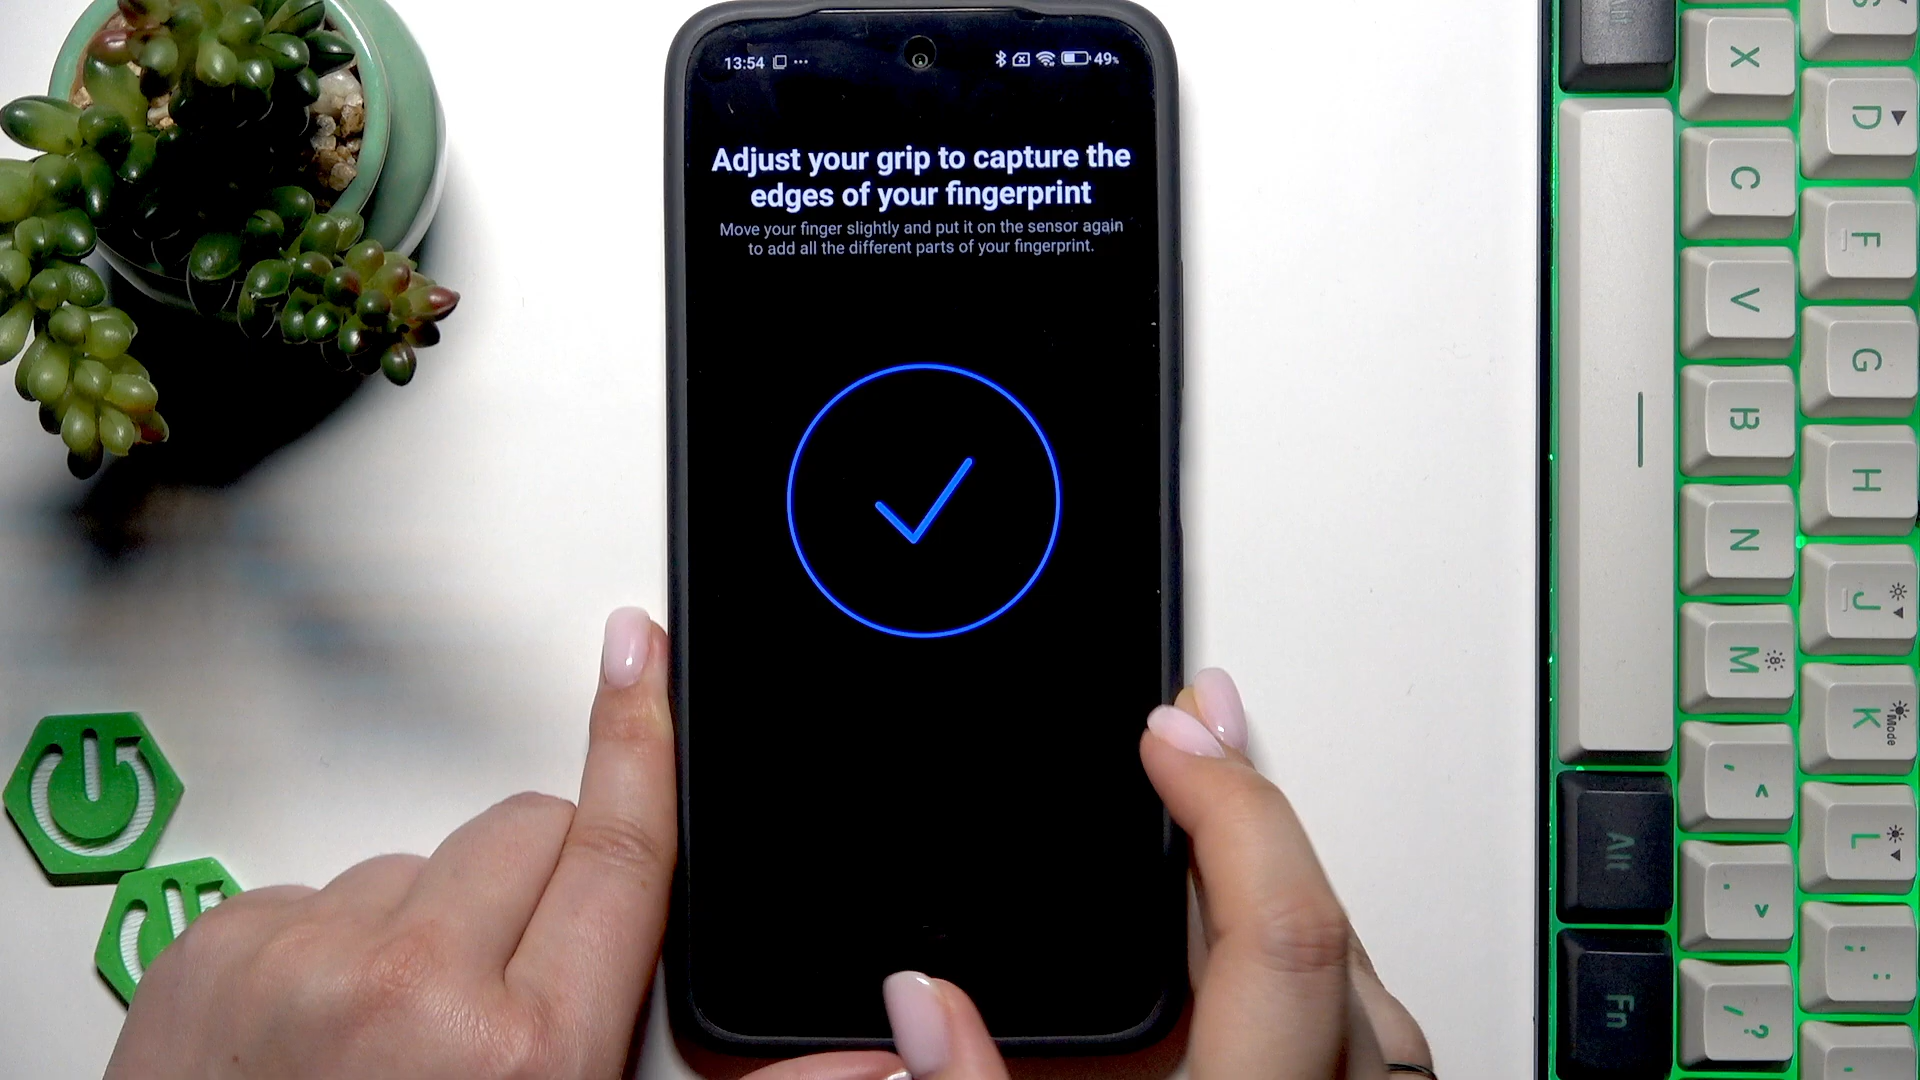 13:54 ... 49%
Adjust your grip to capture the
edges of your fingerprint
Move your finger slightly and put it on the sensor again
to add all the different parts of your fingerprint.
Alt
X
S
D
C
F
V
G
B
H
N
J
M
K
Mode
, <
L
Alt
. >
; :
Fn
/ ?